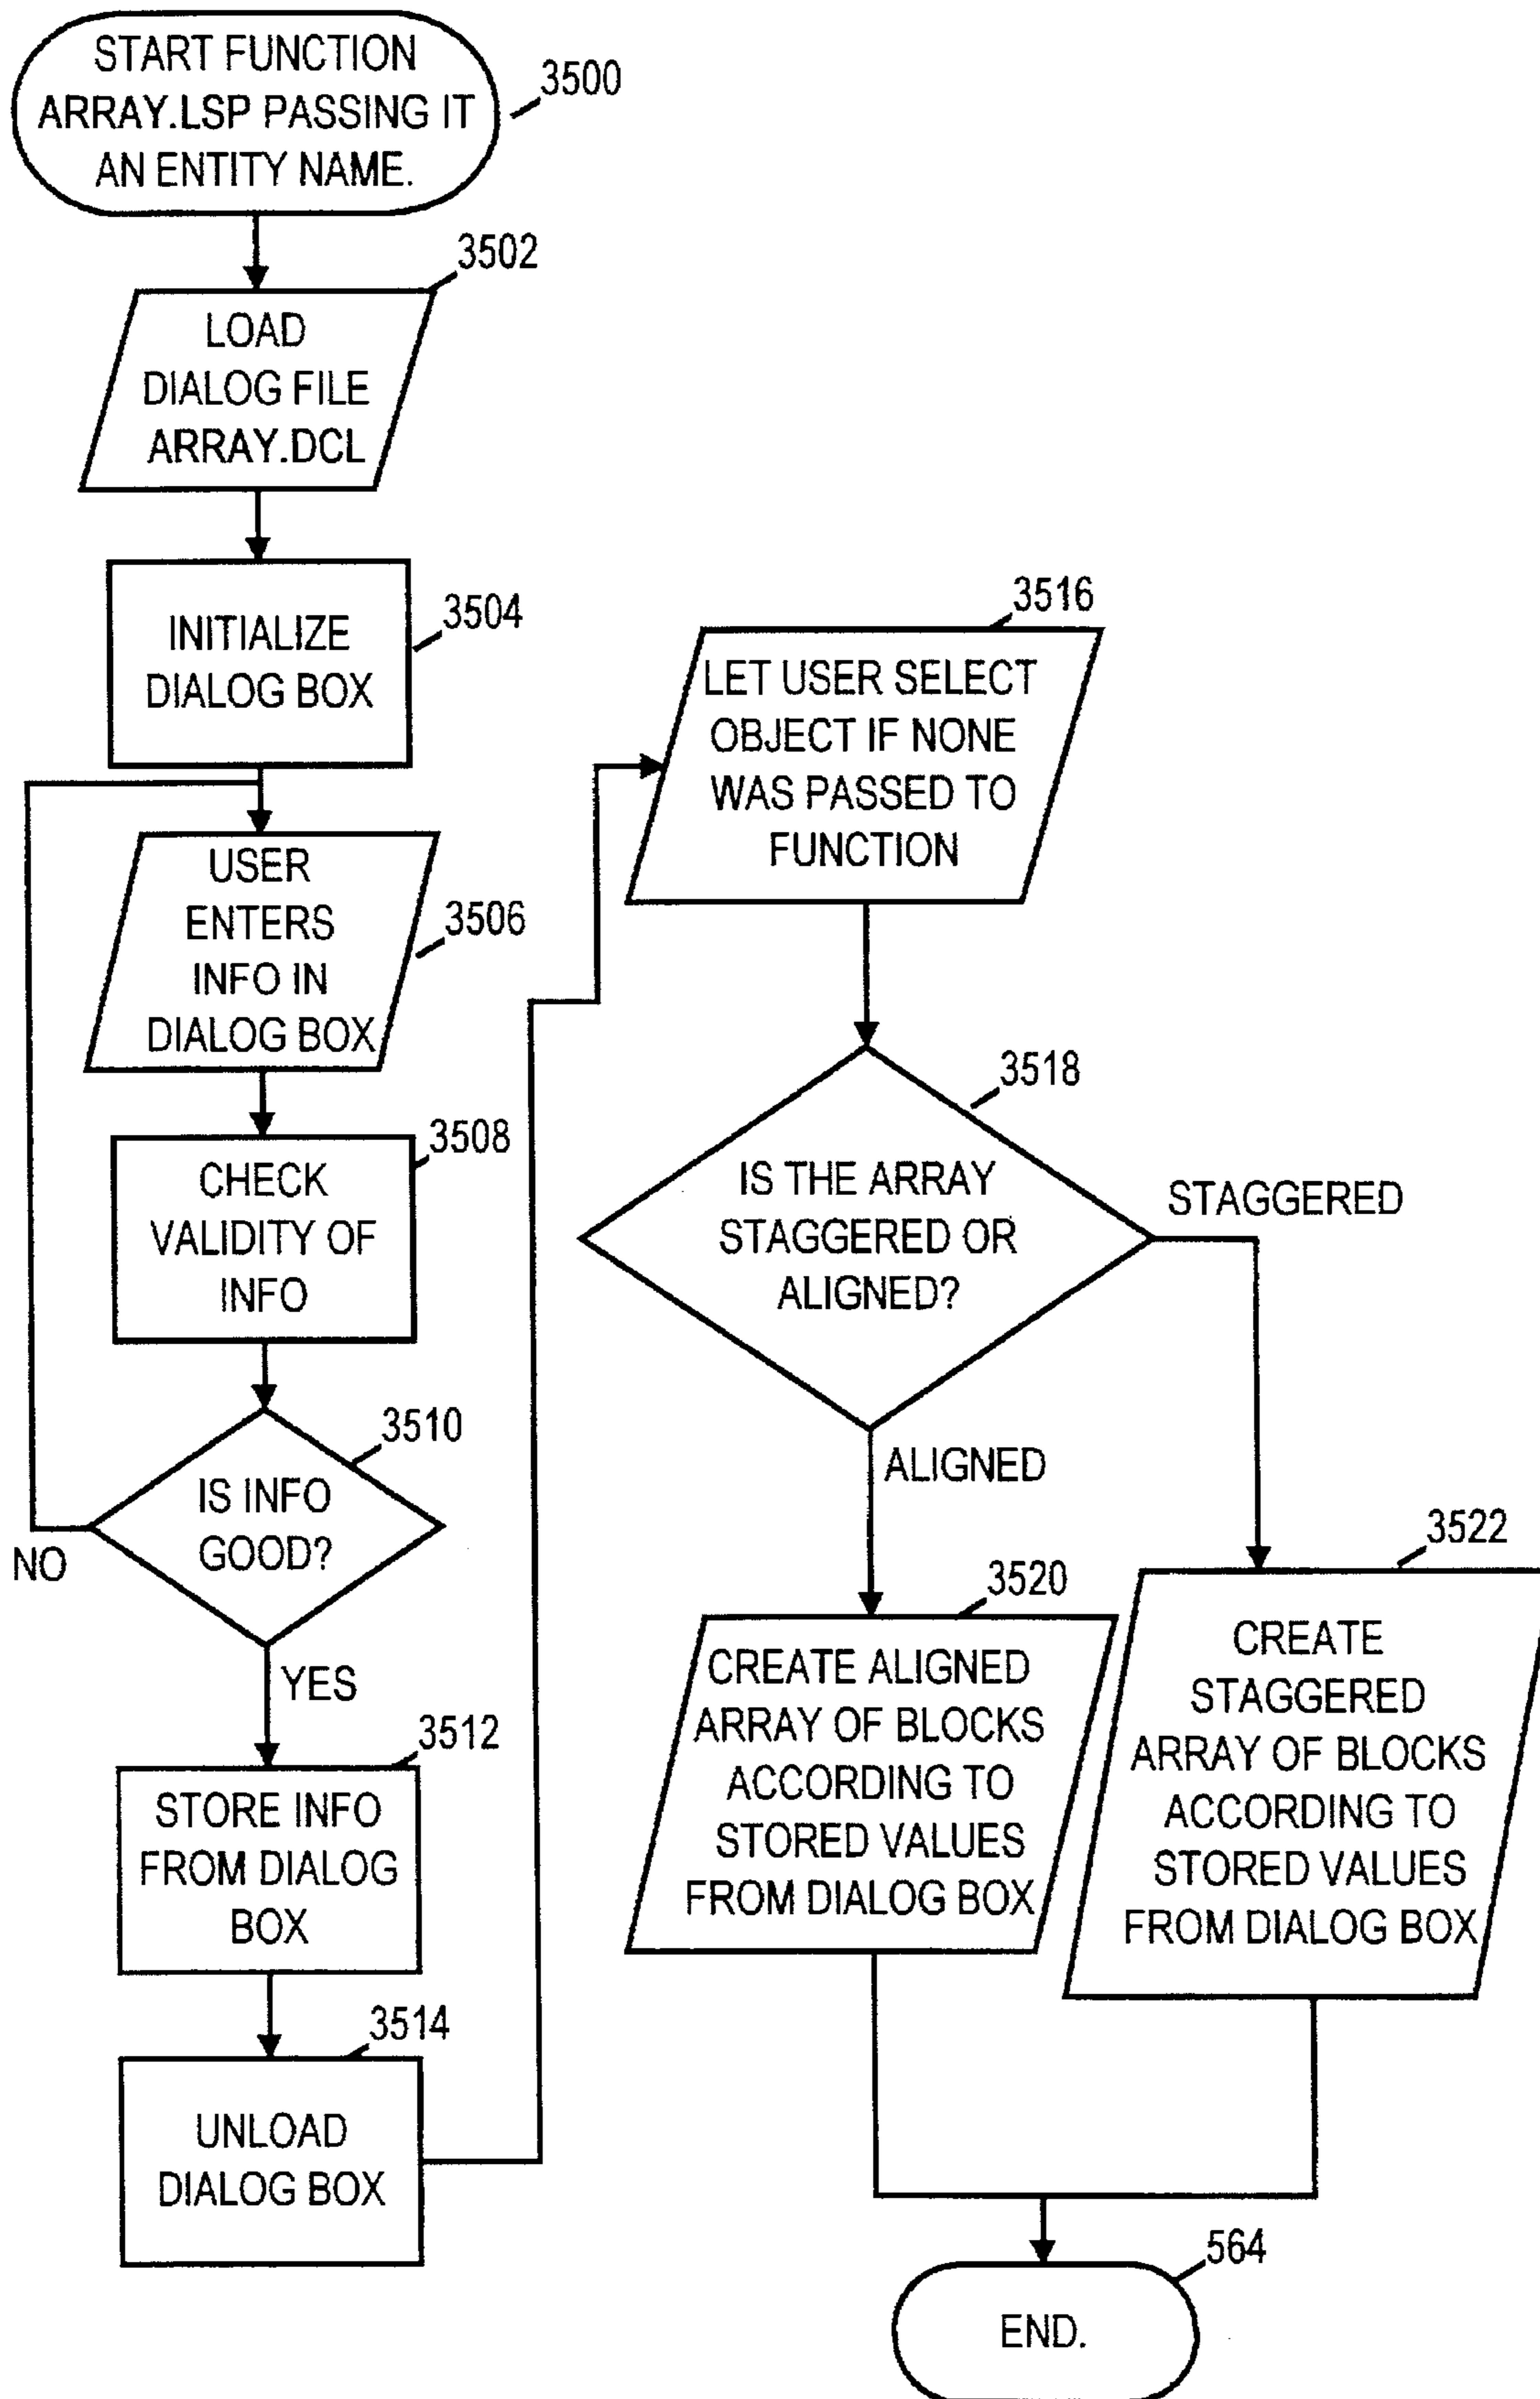 START FUNCTION
ARRAY.LSP PASSING IT
AN ENTITY NAME.
3500
3502
LOAD
DIALOG FILE
ARRAY.DCL
INITIALIZE
DIALOG BOX
3504
USER
ENTERS
INFO IN
DIALOG BOX
3506
3508
CHECK
VALIDITY OF
INFO
3510
IS INFO
GOOD?
NO
YES
3512
STORE INFO
FROM DIALOG
BOX
3514
UNLOAD
DIALOG BOX
3516
LET USER SELECT
OBJECT IF NONE
WAS PASSED TO
FUNCTION
3518
IS THE ARRAY
STAGGERED OR
ALIGNED?
STAGGERED
ALIGNED
3520
CREATE ALIGNED
ARRAY OF BLOCKS
ACCORDING TO
STORED VALUES
FROM DIALOG BOX
3522
CREATE
STAGGERED
ARRAY OF BLOCKS
ACCORDING TO
STORED VALUES
FROM DIALOG BOX
564
END.